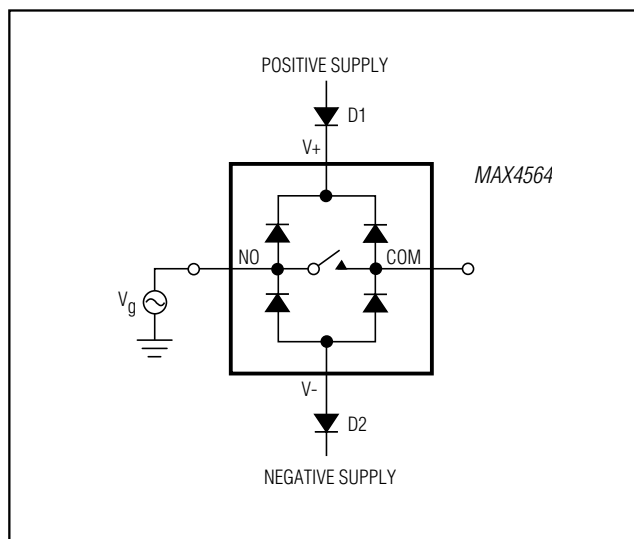 POSITIVE SUPPLY
D1
V+
MAX4564
NO
COM
Vg
V-
D2
NEGATIVE SUPPLY